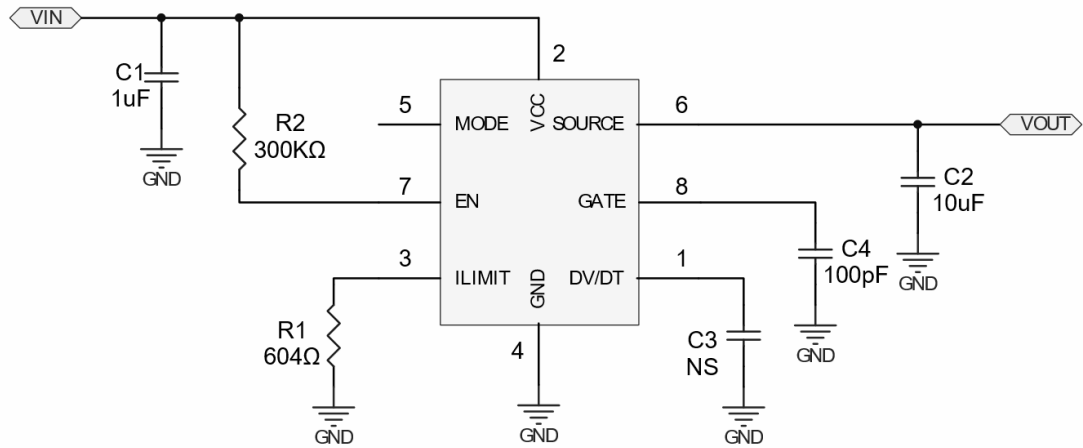 VIN
2
C1
1uF
5
MODE
VCC
SOURCE
6
VOUT
R2
300KΩ
GND
7
EN
GATE
8
C2
10uF
C4
100pF
GND
3
ILIMIT
GND
DV/DT
1
R1
604Ω
4
C3
NS
GND
GND
GND
GND